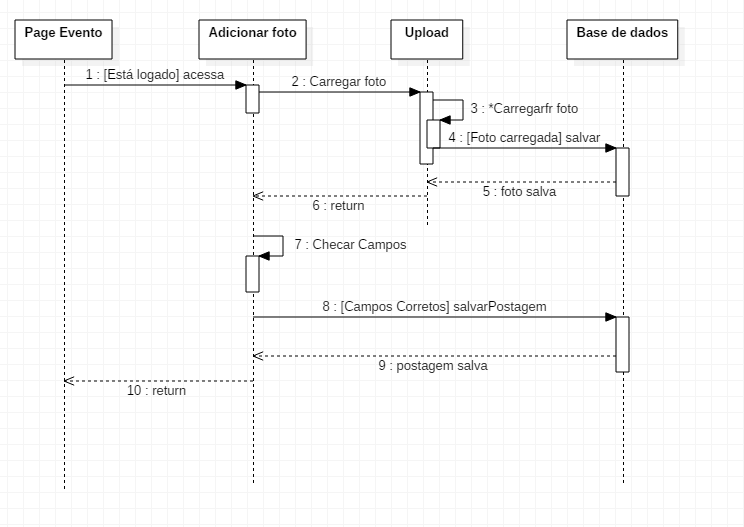 Page Evento
Adicionar foto
Upload
Base de dados
1 : [Está logado] acessa
2 : Carregar foto
3 : *Carregarfr foto
4 : [Foto carregada] salvar
5 : foto salva
6 : return
7 : Checar Campos
8 : [Campos Corretos] salvarPostagem
9 : postagem salva
10 : return